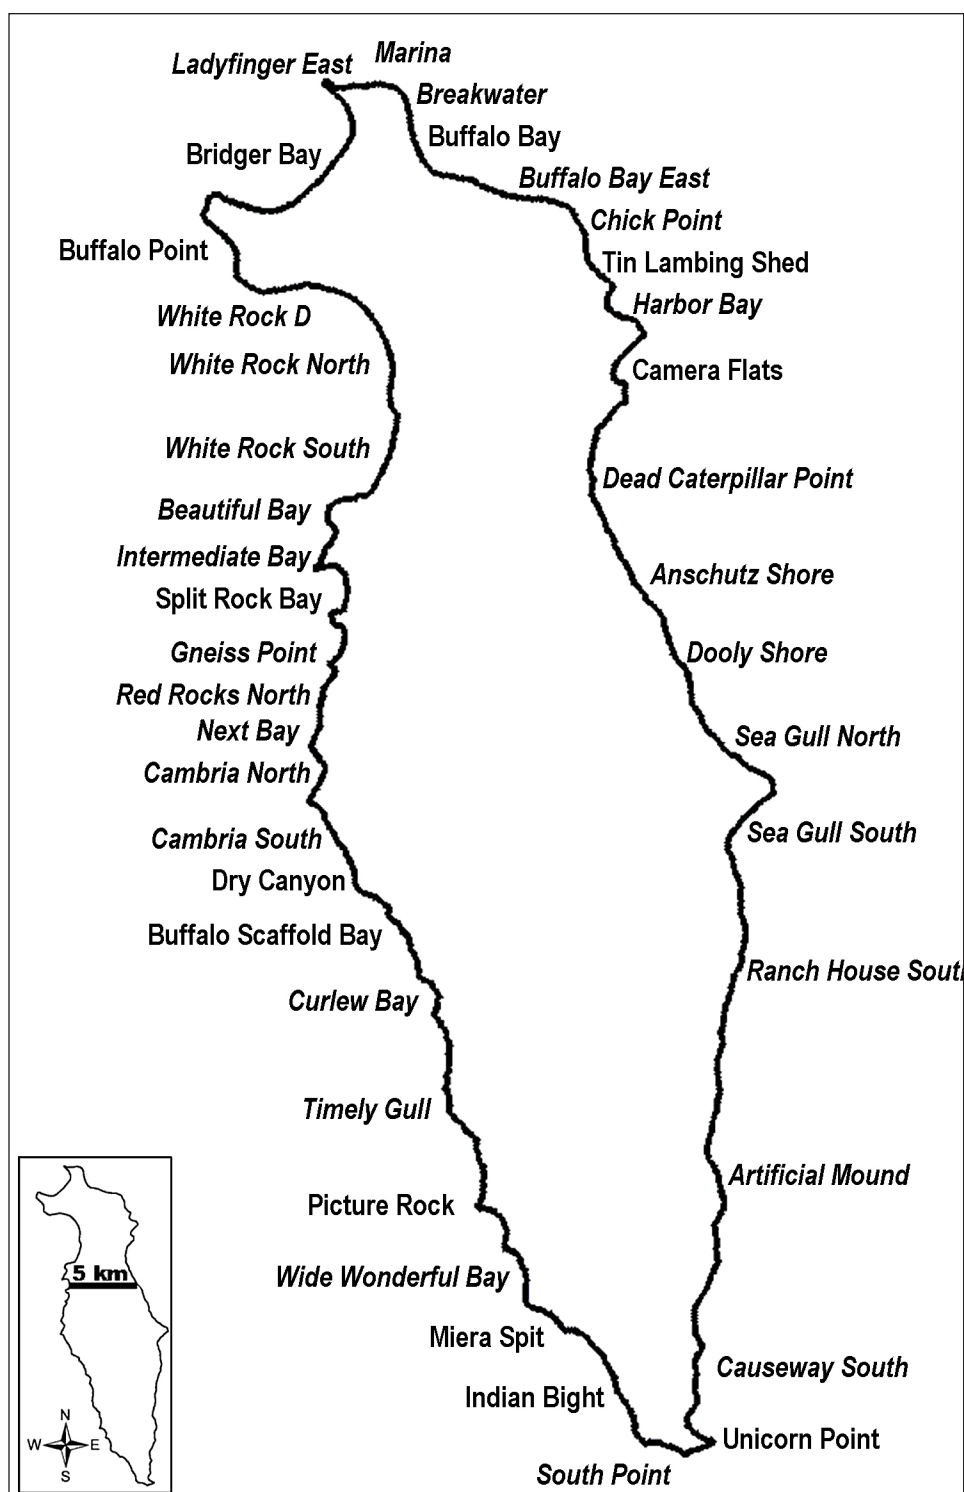 Marina
Ladyfinger East
Breakwater
Buffalo Bay
Bridger Bay
Buffalo Bay East
Chick Point
Buffalo Point
Tin Lambing Shed
Harbor Bay
White Rock D
White Rock North
Camera Flats
White Rock South
Dead Caterpillar Point
Beautiful Bay
Intermediate Bay
Anschutz Shore
Split Rock Bay
Gneiss Point
Dooly Shore
Red Rocks North
Next Bay
Sea Gull North
Cambria North
Sea Gull South
Cambria South
Dry Canyon
Buffalo Scaffold Bay
Ranch House South
Curlew Bay
Timely Gull
Artificial Mound
Picture Rock
5 km
Wide Wonderful Bay
Miera Spit
Causeway South
Indian Bight
N
W E
S
Unicorn Point
South Point